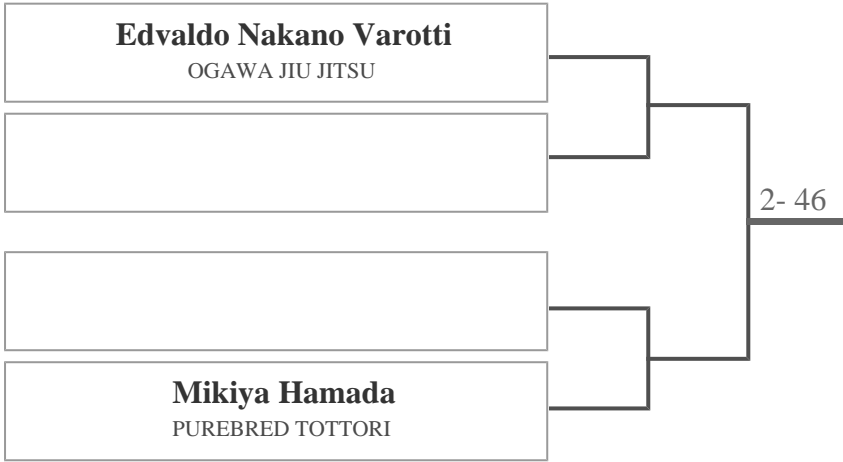 Edvaldo Nakano Varotti
OGAWA JIU JITSU
2- 46
Mikiya Hamada
PUREBRED TOTTORI